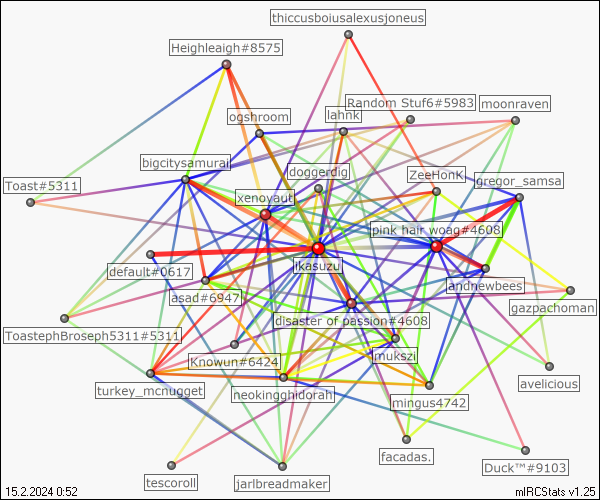 thiccusboiusalexusjoneus
Heighleaigh#8575
Random Stuf6#5983
moonraven
ogshroom
lahnk
bigcitysamurai
doggerdig
ZeeHonK
gregor_samsa
Toast#5311
xenoyaut
pink hair woag#4608
default#0617
ikasuzu
andrewbees
asad#6947
gazpachoman
disaster of passion#4608
ToastephBroseph5311#5311
Knowun#6424
mukszi
turkey_mcnugget
neokinghidorah
mingus4742
avelicious
facadas.
Duck™#9103
tescoroll
jarlbreadmaker
15.2.2024 0:52
mIRCStats v1.25